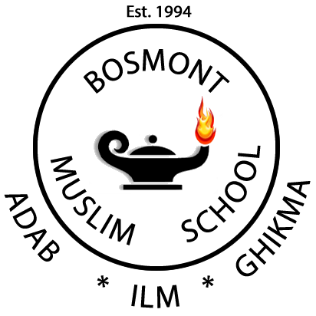 Est. 1994
BOSMONT
MUSLIM SCHOOL
ADAB * ILM * GHIKMA